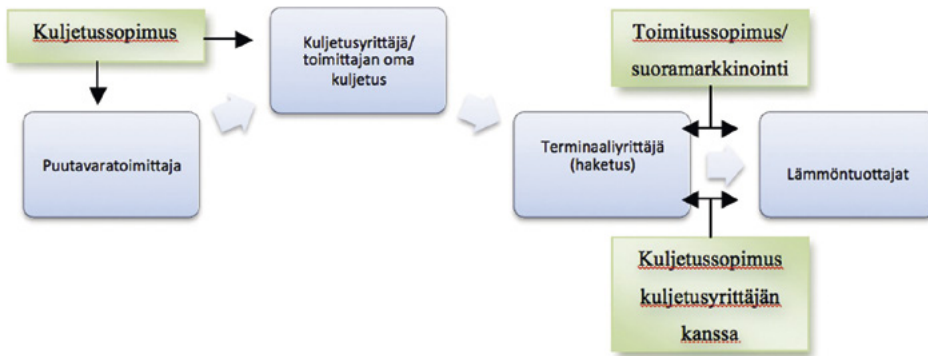 Kuljetussopimus
Kuljetusyrittäjä/
toimittajan oma
kuljetus
Puutavaratoimittaja
Toimitussopimus/
suoramarkkinointi
Terminaaliyrittäjä
(haketus)
Lämmöntuottajat
Kuljetussopimus
kuljetusyrittäjän
kanssa